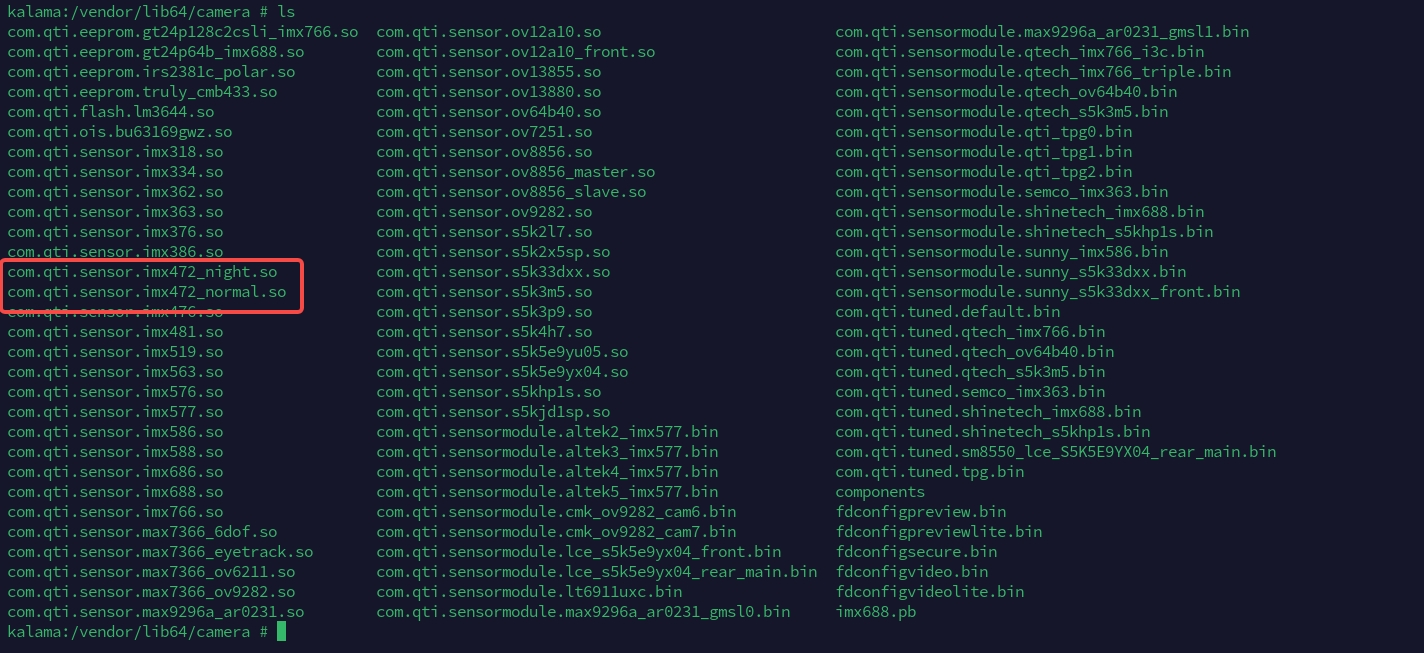 kalama:/vendor/lib64/camera # ls
com.qti.eeprom.gt24p128c2csli_imx766.so com.qti.sensor.ov12a10.so com.qti.sensormodule.max9296a_ar0231_gmsl1.bin
com.qti.eeprom.gt24p64b_imx688.so com.qti.sensor.ov12a10_front.so com.qti.sensormodule.qtech_imx766_i3c.bin
com.qti.eeprom.irs2381c_polar.so com.qti.sensor.ov13855.so com.qti.sensormodule.qtech_imx766_triple.bin
com.qti.eeprom.truly_cmb433.so com.qti.sensor.ov13880.so com.qti.sensormodule.qtech_ov64b40.bin
com.qti.flash.lm3644.so com.qti.sensor.ov64b40.so com.qti.sensormodule.qtech_s5k3m5.bin
com.qti.ois.bu63169gwz.so com.qti.sensor.ov7251.so com.qti.sensormodule.qti_tpg0.bin
com.qti.sensor.imx318.so com.qti.sensor.ov8856.so com.qti.sensormodule.qti_tpg1.bin
com.qti.sensor.imx334.so com.qti.sensor.ov8856_master.so com.qti.sensormodule.qti_tpg2.bin
com.qti.sensor.imx362.so com.qti.sensor.ov8856_slave.so com.qti.sensormodule.semco_imx363.bin
com.qti.sensor.imx363.so com.qti.sensor.ov9282.so com.qti.sensormodule.shinetech_imx688.bin
com.qti.sensor.imx376.so com.qti.sensor.s5k2l7.so com.qti.sensormodule.shinetech_s5khp1s.bin
com.qti.sensor.imx386.so com.qti.sensor.s5k2x5sp.so com.qti.sensormodule.sunny_imx586.bin
com.qti.sensor.imx472_night.so com.qti.sensor.s5k33dxx.so com.qti.sensormodule.sunny_s5k33dxx.bin
com.qti.sensor.imx472_normal.so com.qti.sensor.s5k3m5.so com.qti.sensormodule.sunny_s5k33dxx_front.bin
com.qti.sensor.imx476.so com.qti.sensor.s5k3p9.so com.qti.tuned.default.bin
com.qti.sensor.imx481.so com.qti.sensor.s5k4h7.so com.qti.tuned.qtech_imx766.bin
com.qti.sensor.imx519.so com.qti.sensor.s5k5e9yu05.so com.qti.tuned.qtech_ov64b40.bin
com.qti.sensor.imx563.so com.qti.sensor.s5k5e9yx04.so com.qti.tuned.qtech_s5k3m5.bin
com.qti.sensor.imx576.so com.qti.sensor.s5khp1s.so com.qti.tuned.semco_imx363.bin
com.qti.sensor.imx577.so com.qti.sensor.s5kjd1sp.so com.qti.tuned.shinetech_imx688.bin
com.qti.sensor.imx586.so com.qti.sensormodule.altek2_imx577.bin com.qti.tuned.shinetech_s5khp1s.bin
com.qti.sensor.imx588.so com.qti.sensormodule.altek3_imx577.bin com.qti.tuned.sm8550_lce_S5K5E9YX04_rear_main.bin
com.qti.sensor.imx686.so com.qti.sensormodule.altek4_imx577.bin com.qti.tuned.tpg.bin
com.qti.sensor.imx688.so com.qti.sensormodule.altek5_imx577.bin components
com.qti.sensor.imx766.so com.qti.sensormodule.cmk_ov9282_cam6.bin fdconfigpreview.bin
com.qti.sensor.max7366_6dof.so com.qti.sensormodule.cmk_ov9282_cam7.bin fdconfigpreviewlite.bin
com.qti.sensor.max7366_eyetrack.so com.qti.sensormodule.lce_s5k5e9yx04_front.bin fdconfigsecure.bin
com.qti.sensor.max7366_ov6211.so com.qti.sensormodule.lce_s5k5e9yx04_rear_main.bin fdconfigvideo.bin
com.qti.sensor.max7366_ov9282.so com.qti.sensormodule.lt6911uxc.bin fdconfigvideolite.bin
com.qti.sensor.max9296a_ar0231.so com.qti.sensormodule.max9296a_ar0231_gmsl0.bin imx688.pb
kalama:/vendor/lib64/camera #